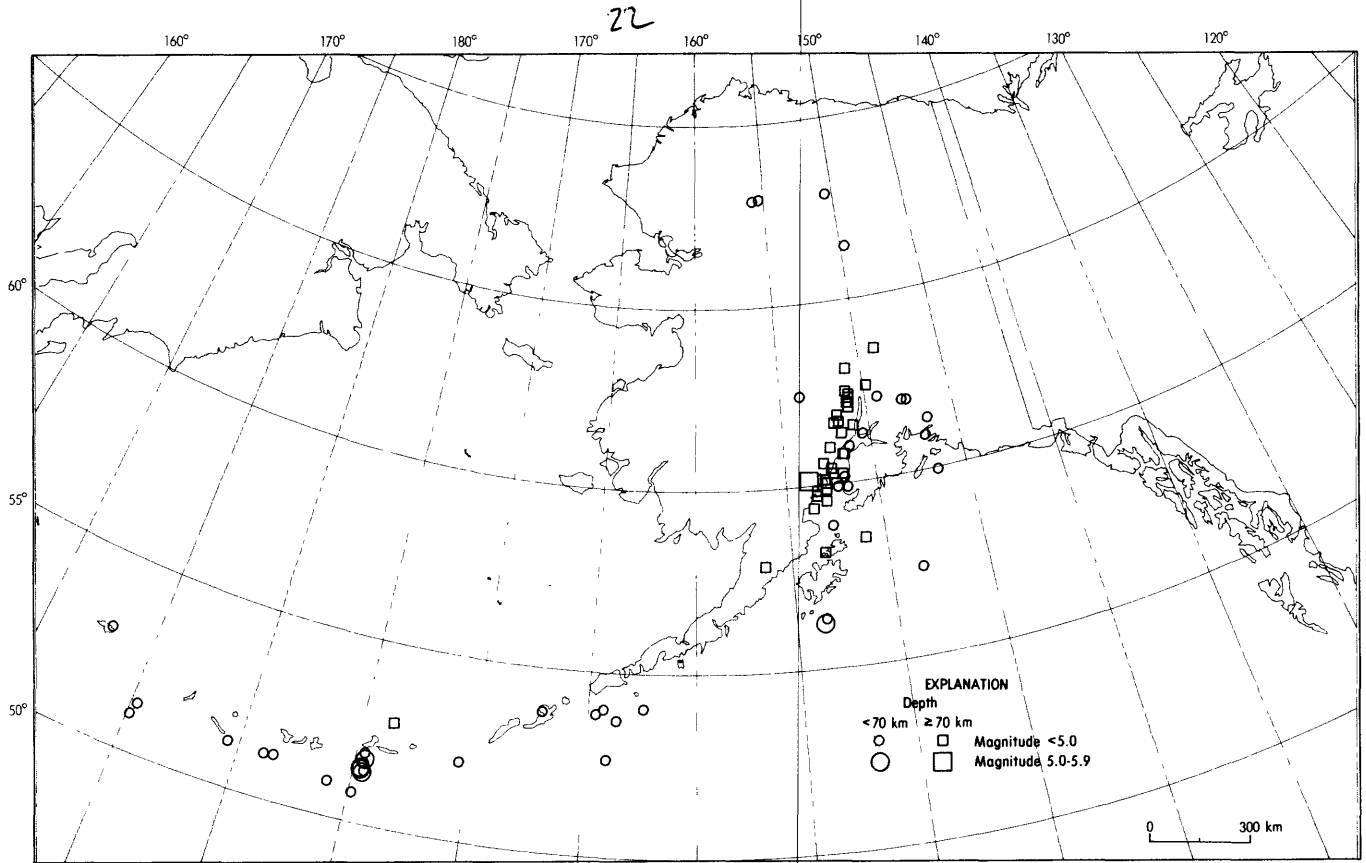 22
160° 170° 180° 170° 160° 150° 140° 130° 120°
60°
55°
50°
EXPLANATION
Depth
<70 km ≥70 km
Magnitude <5.0
Magnitude 5.0-5.9
0 300 km